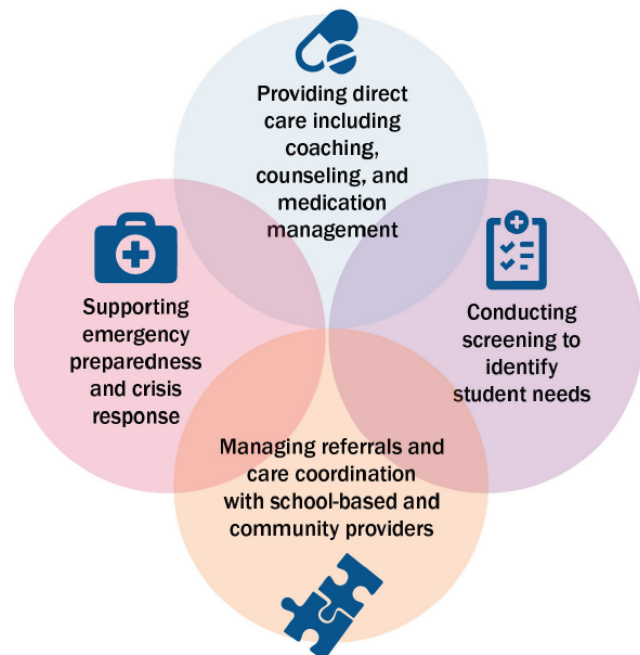 Providing direct
care including
coaching,
counseling, and
medication
management
Supporting
emergency
preparedness
and crisis
response
Conducting
screening to
identify
student needs
Managing referrals and
care coordination
with school-based and
community providers